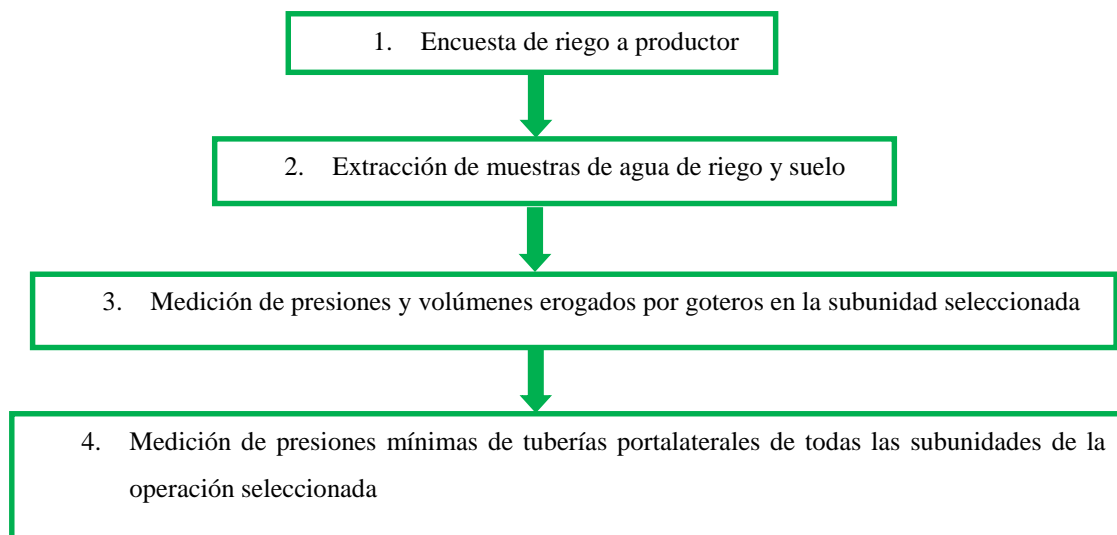 1. Encuesta de riego a productor
2. Extracción de muestras de agua de riego y suelo
3. Medición de presiones y volúmenes erogados por goteros en la subunidad seleccionada
4. Medición de presiones mínimas de tuberías portalaterales de todas las subunidades de la
operación seleccionada